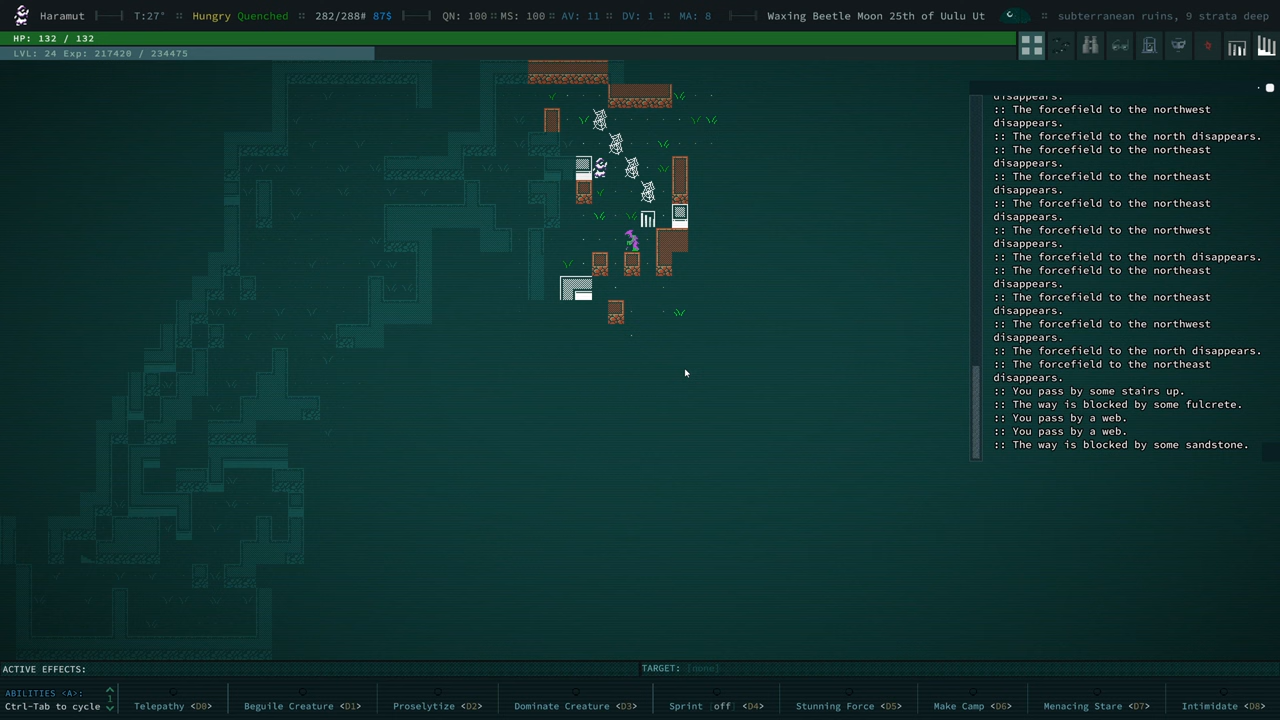 Haramut T:27° :: Hungry Quenched :: 282/288# 87$ QN: 100 :: MS: 100 :: AV: 11 :: DV: 1 :: MA: 8 Waxing Beetle Moon 25th of Uulu Ut :: subterranean ruins, 9 strata deep
HP: 132 / 132
LVL: 24 Exp: 217420 / 234475
disappears.
:: The forcefield to the northwest
disappears.
:: The forcefield to the north disappears.
:: The forcefield to the northwest
disappears.
:: The forcefield to the northeast
disappears.
:: The forcefield to the northeast
disappears.
:: The forcefield to the northwest
disappears.
:: The forcefield to the north disappears.
:: The forcefield to the northeast
disappears.
:: The forcefield to the northeast
disappears.
:: The forcefield to the northwest
disappears.
:: The forcefield to the north disappears.
:: The forcefield to the northeast
disappears.
:: You pass by some stairs up.
:: The way is blocked by some fulcrete.
:: You pass by a web.
:: You pass by a web.
:: The way is blocked by some sandstone.
ACTIVE EFFECTS: TARGET: [none]
ABILITIES <A>: 1
Ctrl-Tab to cycle Telepathy <D0> Beguile Creature <D1> Proselytize <D2> Dominate Creature <D3> Sprint [off] <D4> Stunning Force <D5> Make Camp <D6> Menacing Stare <D7> Intimidate <D8>